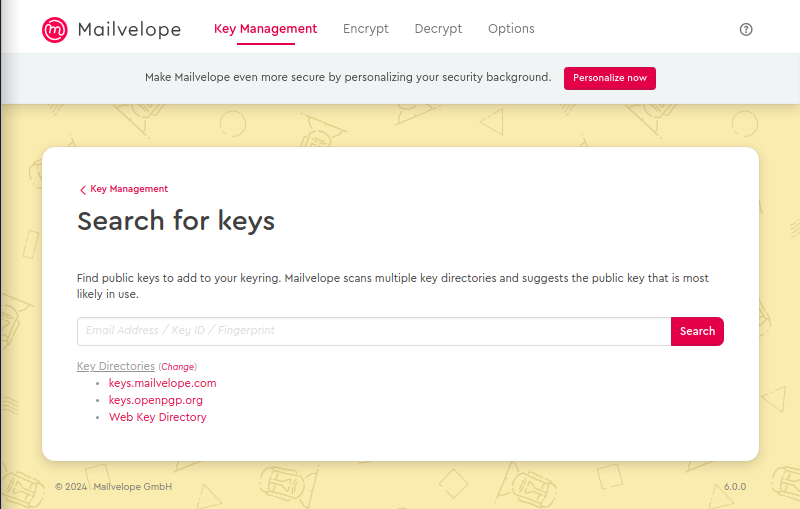 Mailvelope Key Management Encrypt Decrypt Options
Make Mailvelope even more secure by personalizing your security background. Personalize now
Key Management
Search for keys
Find public keys to add to your keyring. Mailvelope scans multiple key directories and suggests the public key that is most
likely in use.
Email Address / Key ID / Fingerprint Search
Key Directories (Change)
• keys.mailvelope.com
• keys.openpgp.org
• Web Key Directory
© 2024 Mailvelope GmbH 6.0.0